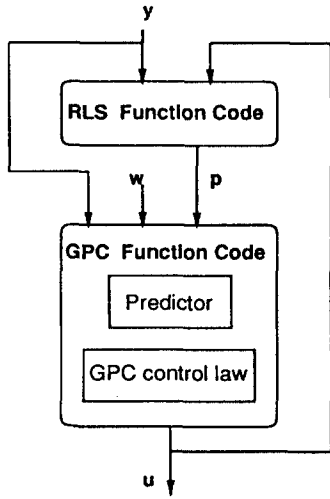 y
RLS Function Code
w
p
GPC Function Code
Predictor
GPC control law
u